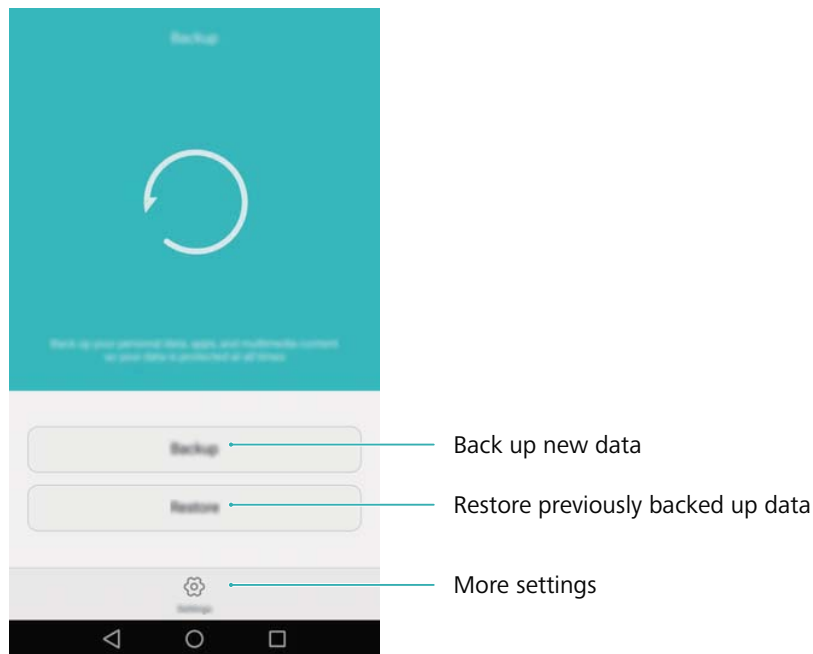 Backup
Back up your personal data, apps, and multimedia content
so your data is protected at all times
Backup
Back up new data
Restore
Restore previously backed up data
More settings
Settings